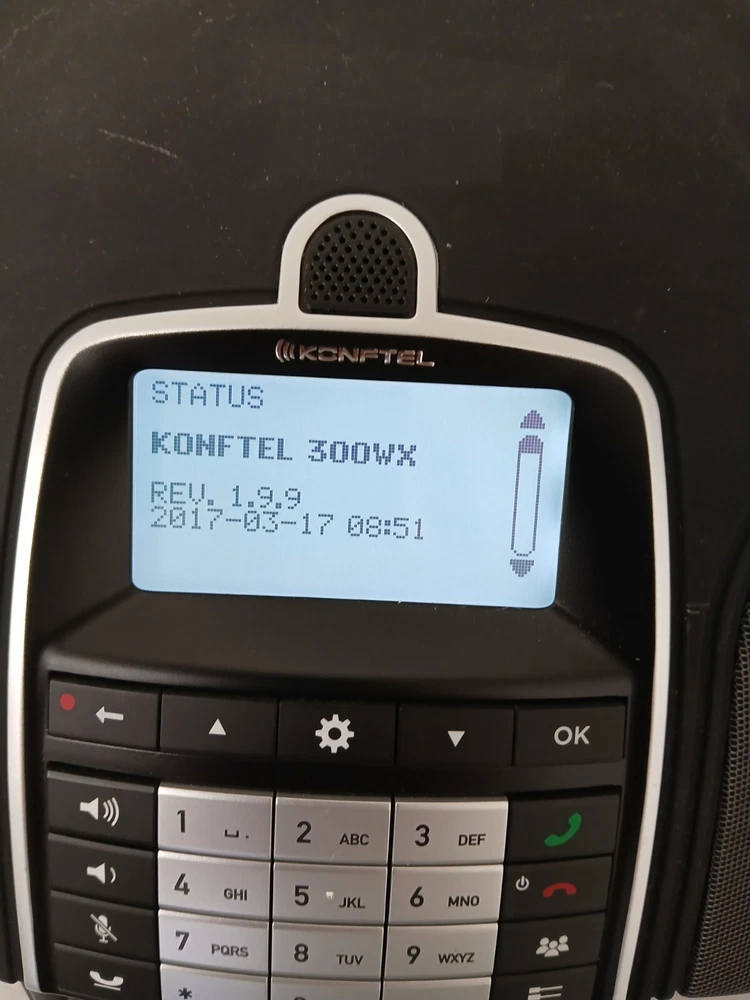 KONFTEL
STATUS
KONFTEL 300WX
REV. 1.9.9
2017-03-17 08:51
OK
1 ␣ .
2 ABC
3 DEF
4 GHI
5 JKL
6 MNO
7 PQRS
8 TUV
9 WXYZ
*